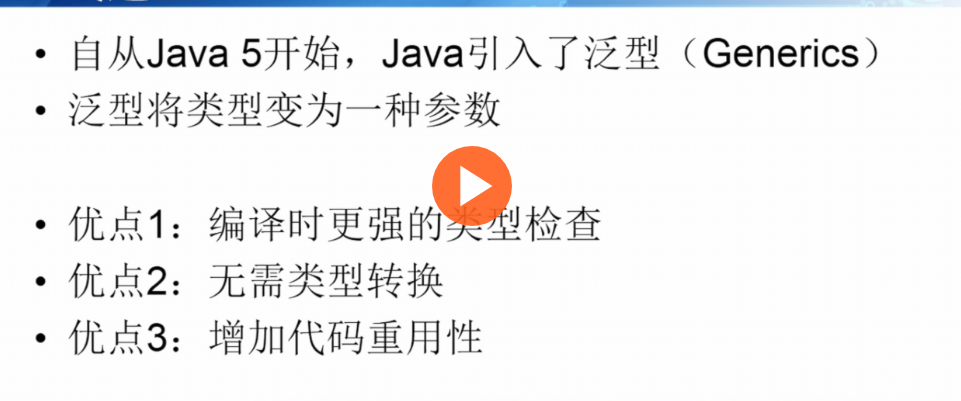 • 自从Java 5开始，Java引入了泛型（Generics）
• 泛型将类型变为一种参数
• 优点1：编译时更强的类型检查
• 优点2：无需类型转换
• 优点3：增加代码重用性